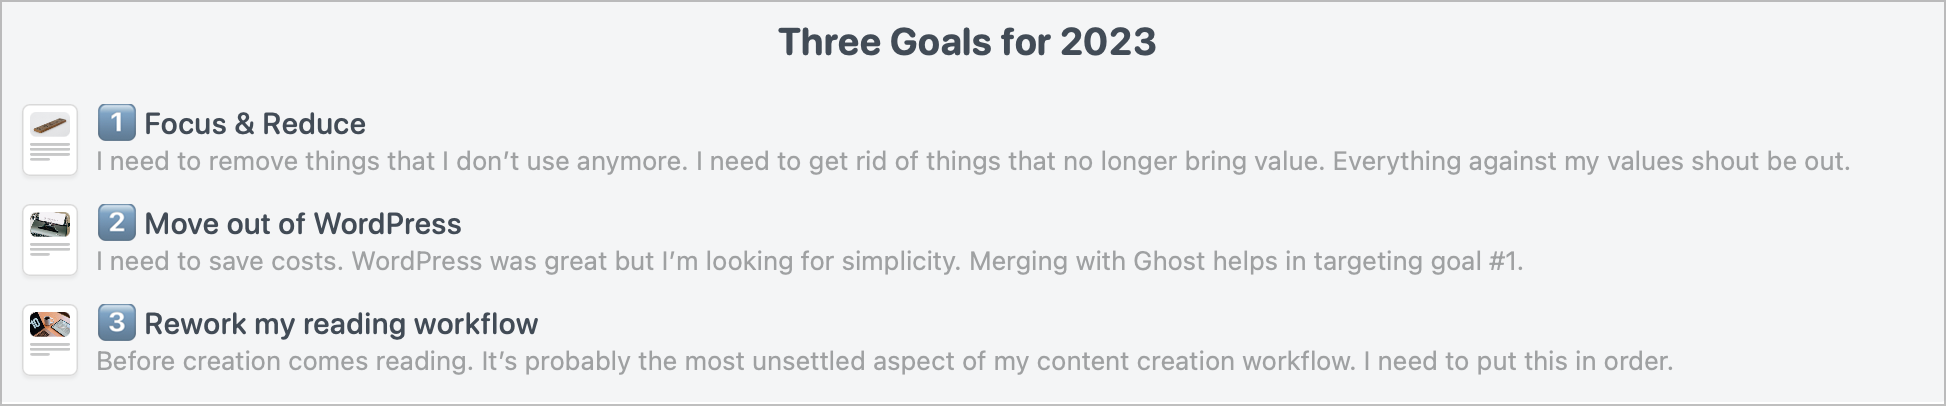 Three Goals for 2023
1 Focus & Reduce
I need to remove things that I don't use anymore. I need to get rid of things that no longer bring value. Everything against my values shout be out.
2 Move out of WordPress
I need to save costs. WordPress was great but I'm looking for simplicity. Merging with Ghost helps in targeting goal #1.
3 Rework my reading workflow
Before creation comes reading. It's probably the most unsettled aspect of my content creation workflow. I need to put this in order.